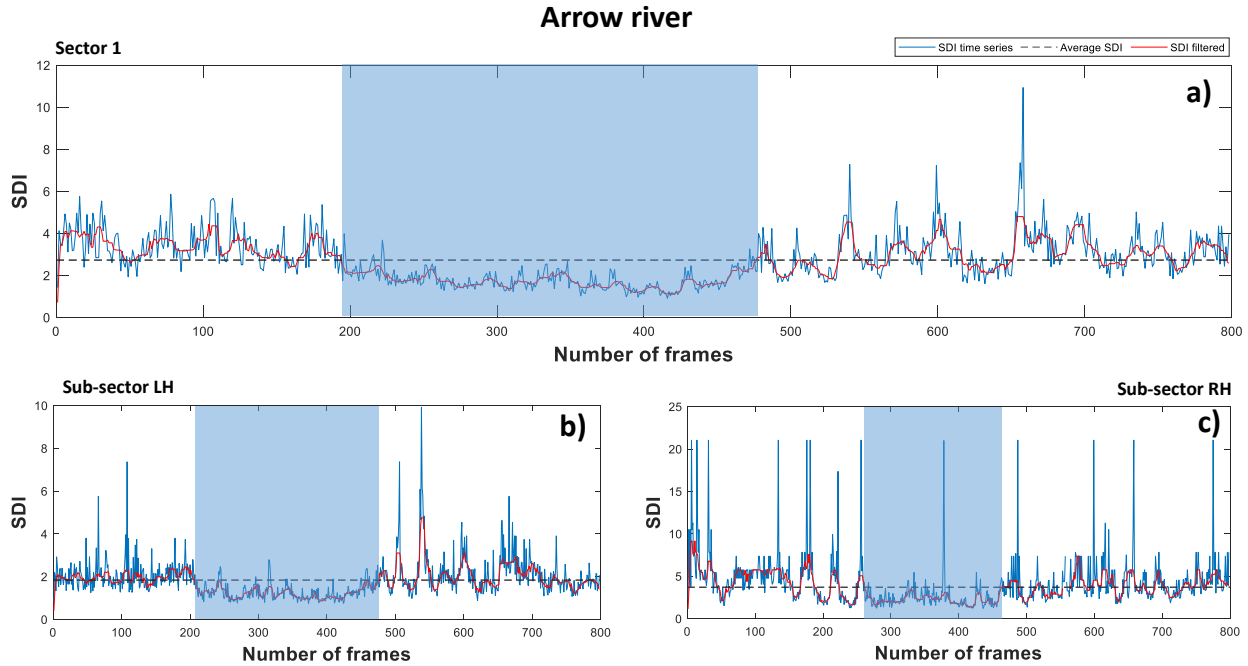 Arrow river
Sector 1
SDI time series Average SDI SDI filtered
a)
12
10
8
6
4
2
0
SDI
0 100 200 300 400 500 600 700 800
Number of frames
Sub-sector LH
b)
10
8
6
4
2
0
SDI
0 100 200 300 400 500 600 700 800
Number of frames
Sub-sector RH
c)
25
20
15
10
5
0
SDI
0 100 200 300 400 500 600 700 800
Number of frames